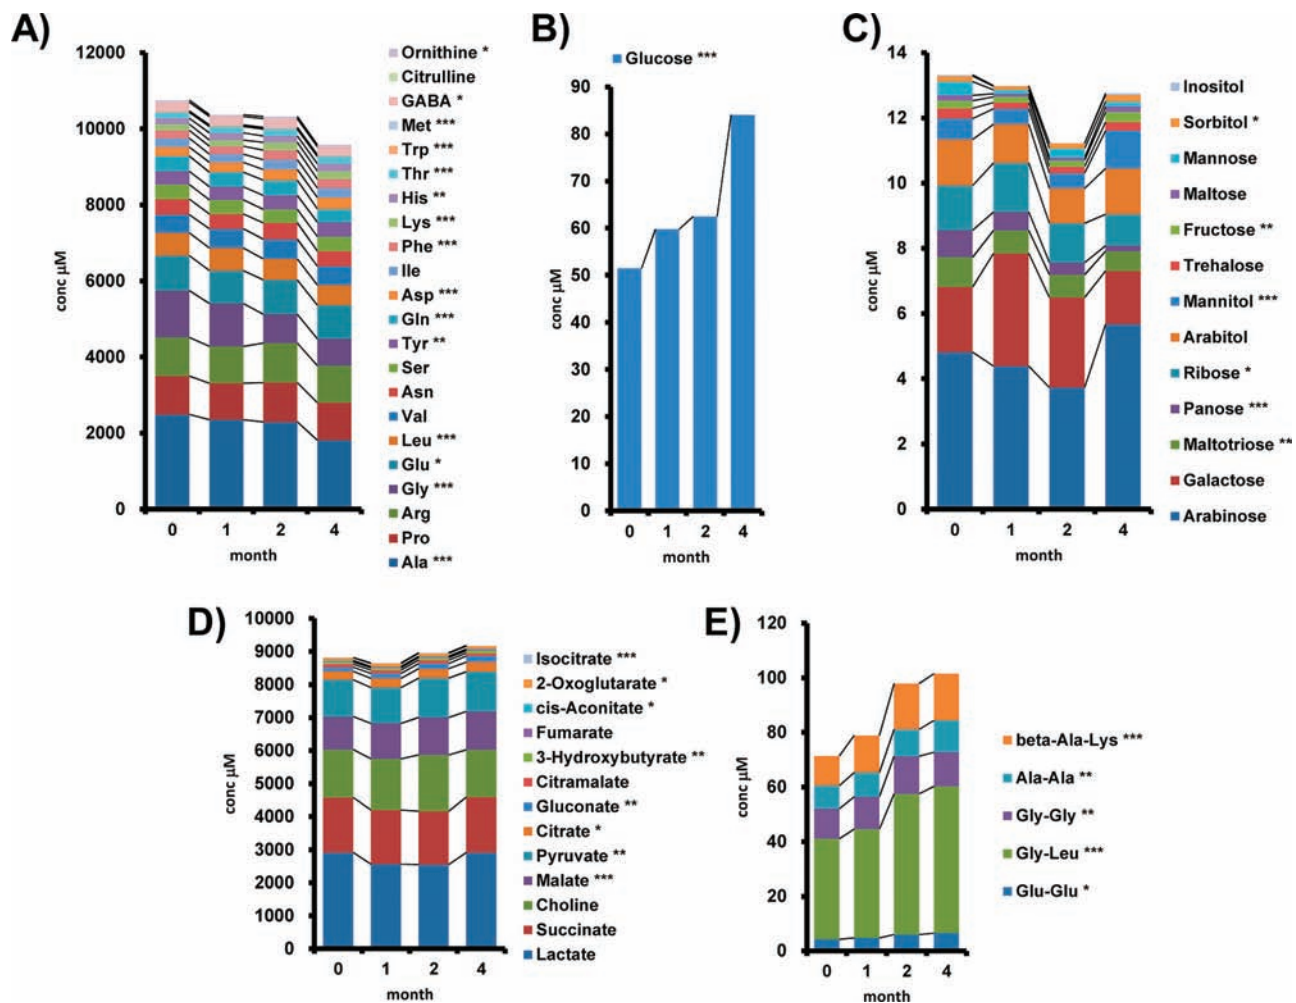 A)
12000
10000
8000
6000
4000
2000
0
conc µM
0 1 2 4
month
Ornithine *
Citrulline
GABA *
Met ***
Trp ***
Thr ***
His **
Lys ***
Phe ***
Ile
Asp ***
Gln ***
Tyr **
Ser
Asn
Val
Leu ***
Glu *
Gly ***
Arg
Pro
Ala ***
B)
Glucose ***
90
80
70
60
50
40
30
20
10
0
conc µM
0 1 2 4
month
C)
14
12
10
8
6
4
2
0
conc µM
0 1 2 4
month
Inositol
Sorbitol *
Mannose
Maltose
Fructose **
Trehalose
Mannitol ***
Arabitol
Ribose *
Panose ***
Maltotriose **
Galactose
Arabinose
D)
10000
9000
8000
7000
6000
5000
4000
3000
2000
1000
0
conc µM
0 1 2 4
month
Isocitrate ***
2-Oxoglutarate *
cis-Aconitate *
Fumarate
3-Hydroxybutyrate **
Citramalate
Gluconate **
Citrate *
Pyruvate **
Malate ***
Choline
Succinate
Lactate
E)
120
100
80
60
40
20
0
conc µM
0 1 2 4
month
beta-Ala-Lys ***
Ala-Ala **
Gly-Gly **
Gly-Leu ***
Glu-Glu *